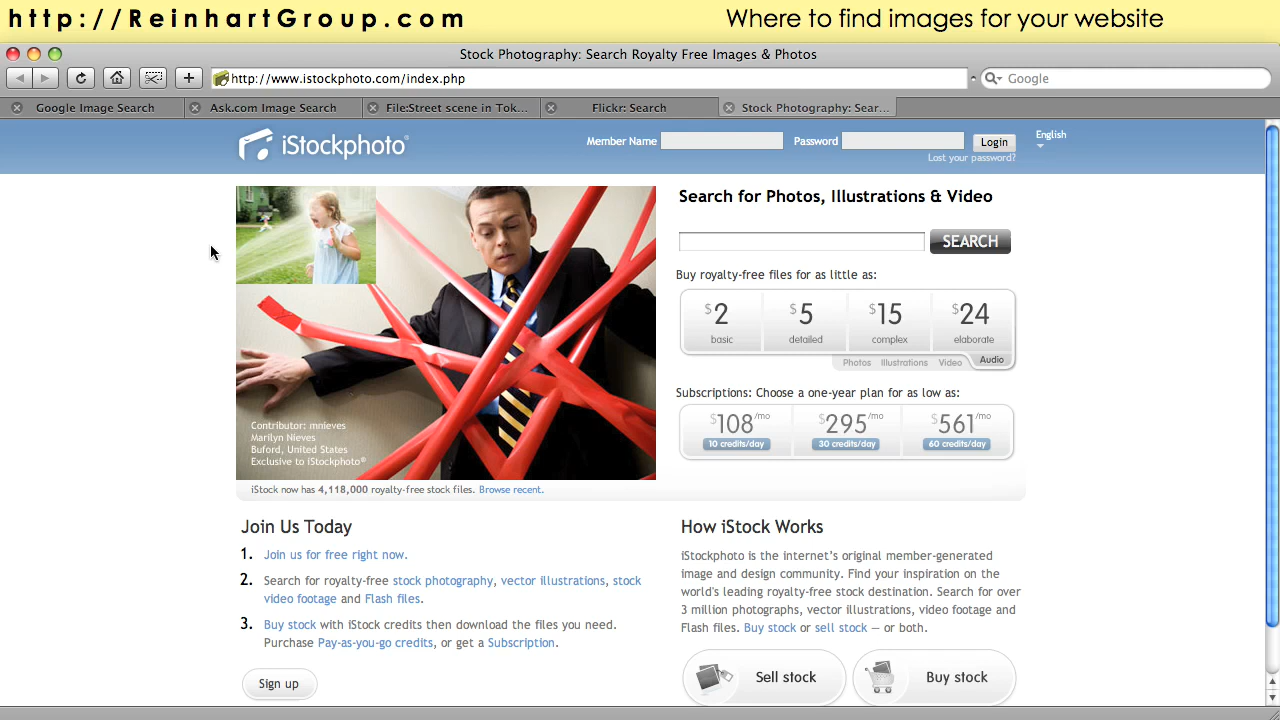 http://ReinhartGroup.com
Where to find images for your website
Stock Photography: Search Royalty Free Images & Photos
http://www.istockphoto.com/index.php
Google
Google Image Search
Ask.com Image Search
File:Street scene in Tok...
Flickr: Search
Stock Photography: Sear...
iStockphoto®
Member Name
Password
Login
English
Lost your password?
Search for Photos, Illustrations & Video
SEARCH
Buy royalty-free files for as little as:
$2 $5 $15 $24
basic detailed complex elaborate
Photos Illustrations Video Audio
Subscriptions: Choose a one-year plan for as low as:
$108/mo $295/mo $561/mo
10 credits/day 30 credits/day 60 credits/day
Contributor: mnieves
Marilyn Nieves
Buford, United States
Exclusive to iStockphoto®
iStock now has 4,118,000 royalty-free stock files. Browse recent.
Join Us Today
1. Join us for free right now.
2. Search for royalty-free stock photography, vector illustrations, stock
video footage and Flash files.
3. Buy stock with iStock credits then download the files you need.
Purchase Pay-as-you-go credits, or get a Subscription.
Sign up
How iStock Works
iStockphoto is the internet's original member-generated
image and design community. Find your inspiration on the
world's leading royalty-free stock destination. Search for over
3 million photographs, vector illustrations, video footage and
Flash files. Buy stock or sell stock — or both.
Sell stock
Buy stock